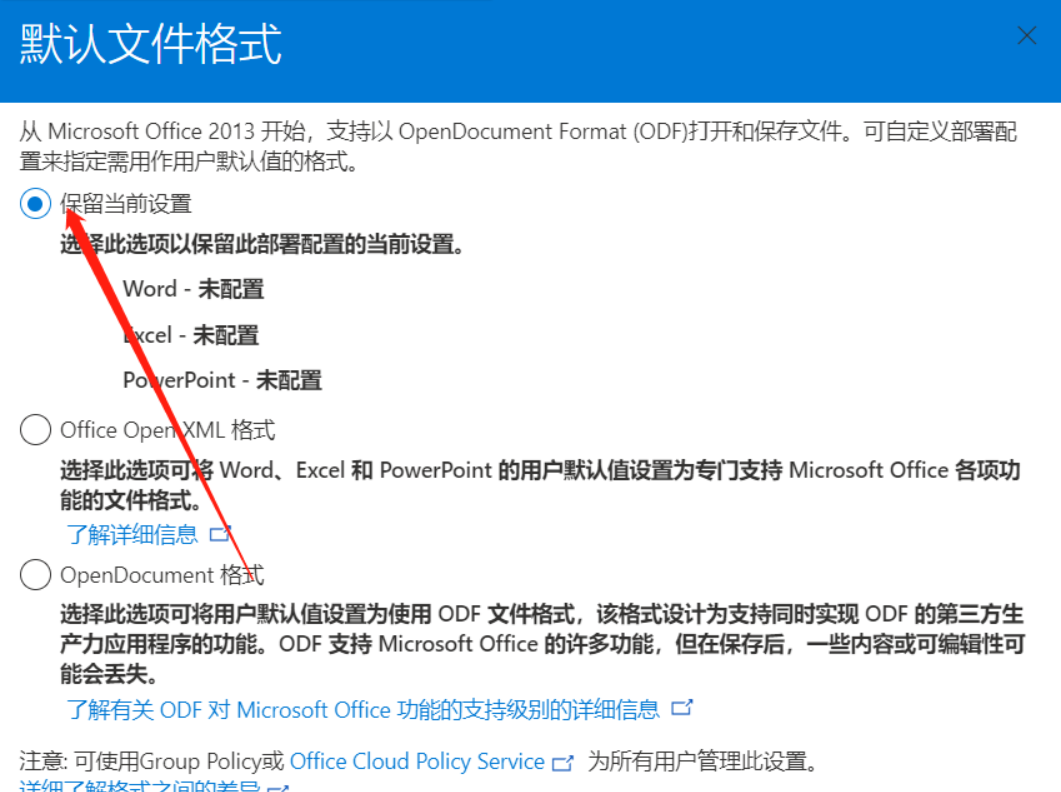 默认文件格式
从 Microsoft Office 2013 开始，支持以 OpenDocument Format (ODF)打开和保存文件。可自定义部署配
置来指定需用作用户默认值的格式。
保留当前设置
选择此选项以保留此部署配置的当前设置。
Word - 未配置
Excel - 未配置
PowerPoint - 未配置
Office Open XML 格式
选择此选项可将 Word、Excel 和 PowerPoint 的用户默认值设置为专门支持 Microsoft Office 各项功
能的文件格式。
了解详细信息
OpenDocument 格式
选择此选项可将用户默认值设置为使用 ODF 文件格式，该格式设计为支持同时实现 ODF 的第三方生
产力应用程序的功能。ODF 支持 Microsoft Office 的许多功能，但在保存后，一些内容或可编辑性可
能会丢失。
了解有关 ODF 对 Microsoft Office 功能的支持级别的详细信息
注意: 可使用Group Policy或 Office Cloud Policy Service 为所有用户管理此设置。
详细了解格式之间的差异